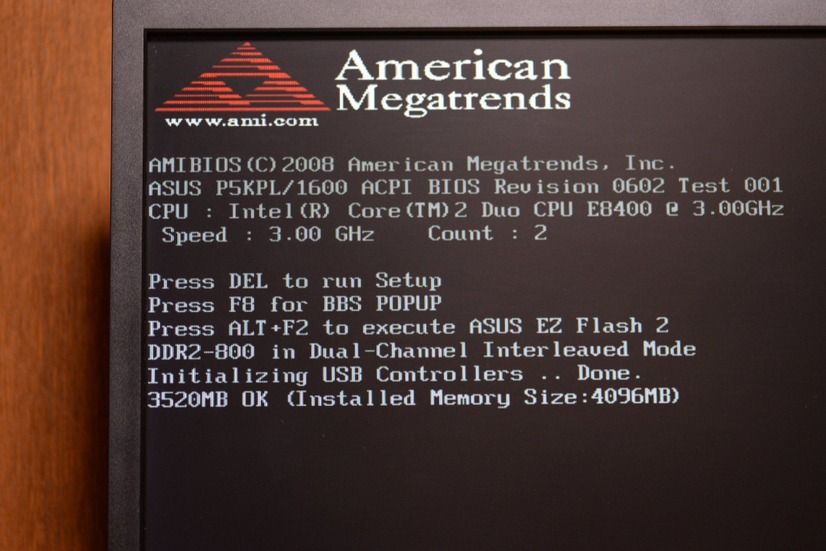 American
Megatrends
www.ami.com
AMIBIOS(C)2008 American Megatrends, Inc.
ASUS P5KPL/1600 ACPI BIOS Revision 0602 Test 001
CPU : Intel(R) Core(TM)2 Duo CPU E8400 @ 3.00GHz
Speed : 3.00 GHz Count : 2
Press DEL to run Setup
Press F8 for BBS POPUP
Press ALT+F2 to execute ASUS EZ Flash 2
DDR2-800 in Dual-Channel Interleaved Mode
Initializing USB Controllers .. Done.
3520MB OK (Installed Memory Size:4096MB)